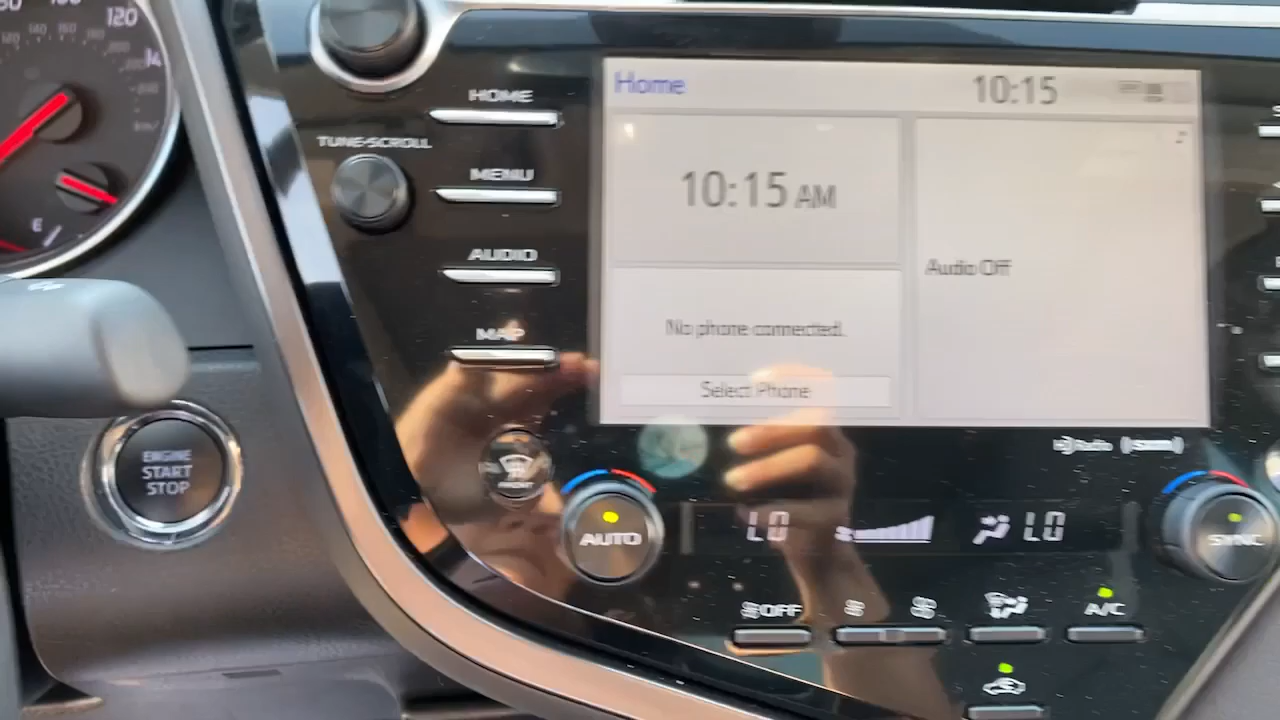 120
E
HOME
TUNE·SCROLL
MENU
AUDIO
MAP
Home
10:15
10:15 AM
Audio Off
No phone connected.
Select Phone
ENGINE
START
STOP
FRONT
AUTO
LO
LO
SYNC
OFF
A/C